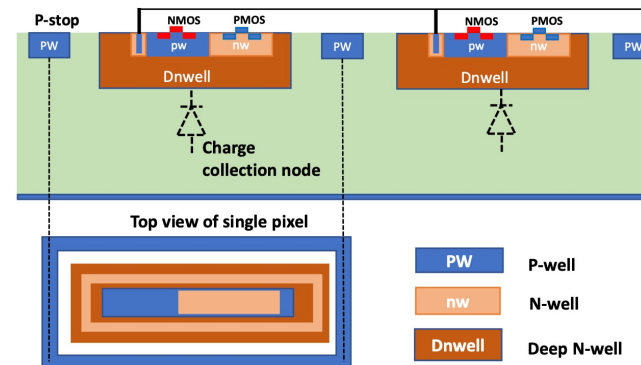 P-stop
NMOS
PMOS
NMOS
PMOS
PW
pw
nw
PW
pw
nw
PW
Dnwell
Dnwell
Charge
collection node
Top view of single pixel
PW
P-well
nw
N-well
Dnwell
Deep N-well